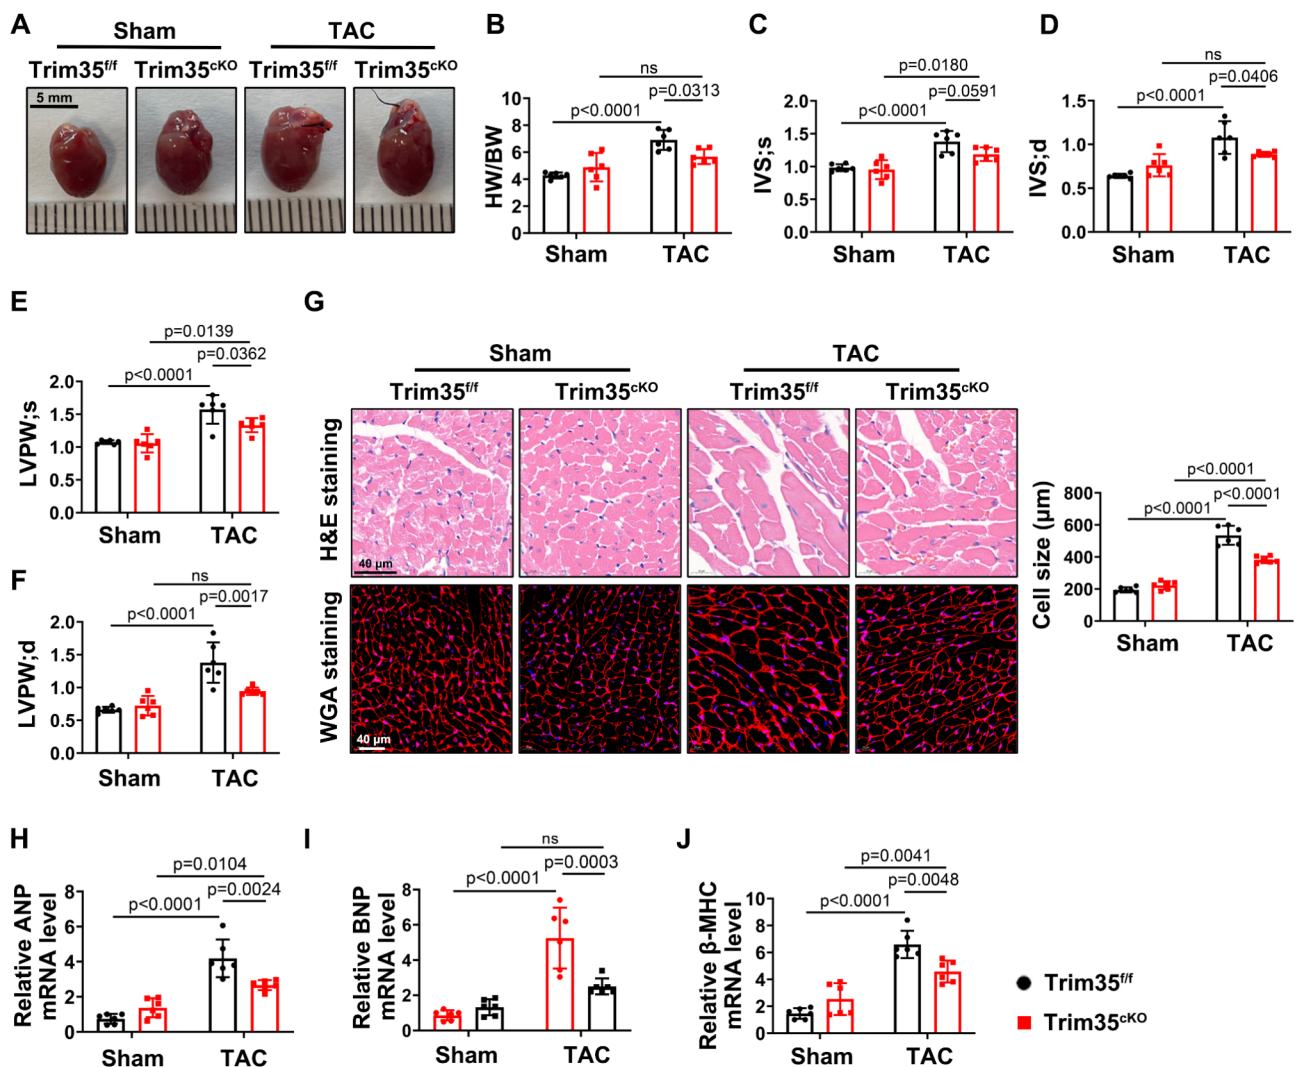 A
Sham
TAC
Trim35f/f
Trim35cKO
Trim35f/f
Trim35cKO
5 mm
B
ns
p=0.0313
p<0.0001
HW/BW
10
8
6
4
2
0
Sham
TAC
C
p=0.0180
p=0.0591
p<0.0001
IVS;s
2.0
1.5
1.0
0.5
0.0
Sham
TAC
D
ns
p=0.0406
p<0.0001
IVS;d
1.5
1.0
0.5
0.0
Sham
TAC
E
p=0.0139
p=0.0362
p<0.0001
LVPW;s
2.0
1.5
1.0
0.5
0.0
Sham
TAC
F
ns
p=0.0017
p<0.0001
LVPW;d
2.0
1.5
1.0
0.5
0.0
Sham
TAC
G
Sham
TAC
Trim35f/f
Trim35cKO
Trim35f/f
Trim35cKO
H&E staining
40 μm
WGA staining
40 μm
p<0.0001
p<0.0001
p<0.0001
Cell size (μm)
800
600
400
200
0
Sham
TAC
H
p=0.0104
p=0.0024
p<0.0001
Relative ANP
mRNA level
8
6
4
2
0
Sham
TAC
I
ns
p=0.0003
p<0.0001
Relative BNP
mRNA level
8
6
4
2
0
Sham
TAC
J
p=0.0041
p=0.0048
p<0.0001
Relative β-MHC
mRNA level
10
8
6
4
2
0
Sham
TAC
Trim35f/f
Trim35cKO